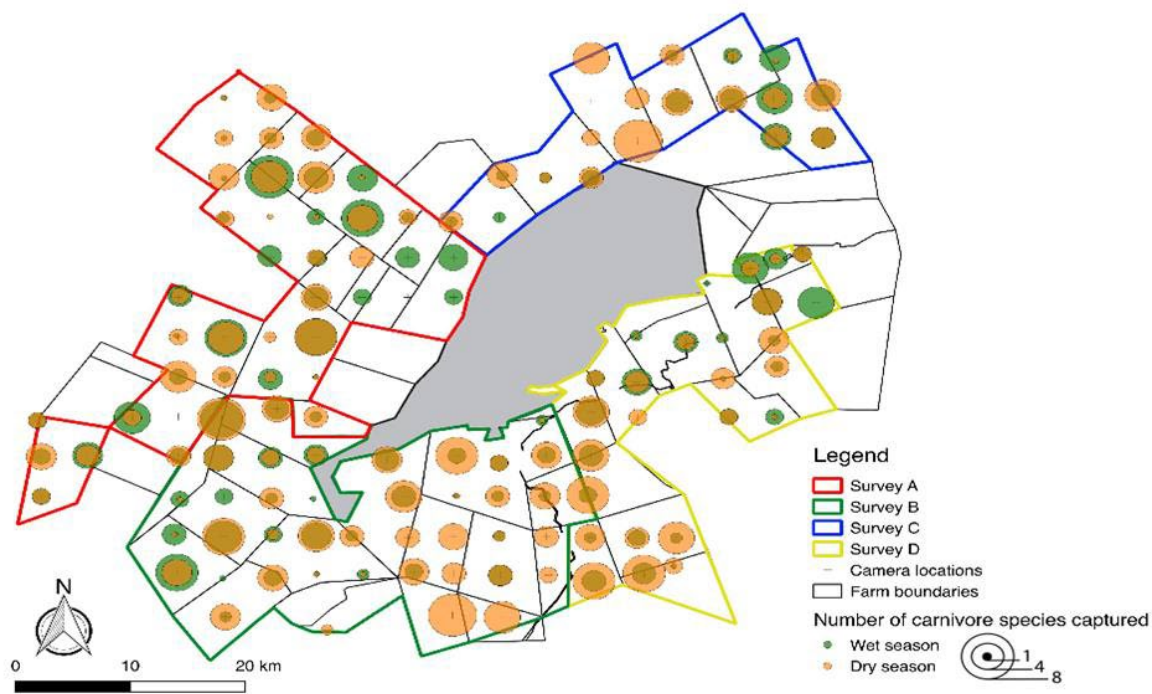 Legend
Survey A
Survey B
Survey C
Survey D
Camera locations
Farm boundaries
Number of carnivore species captured
Wet season
Dry season
1
4
8
N
0 10 20 km